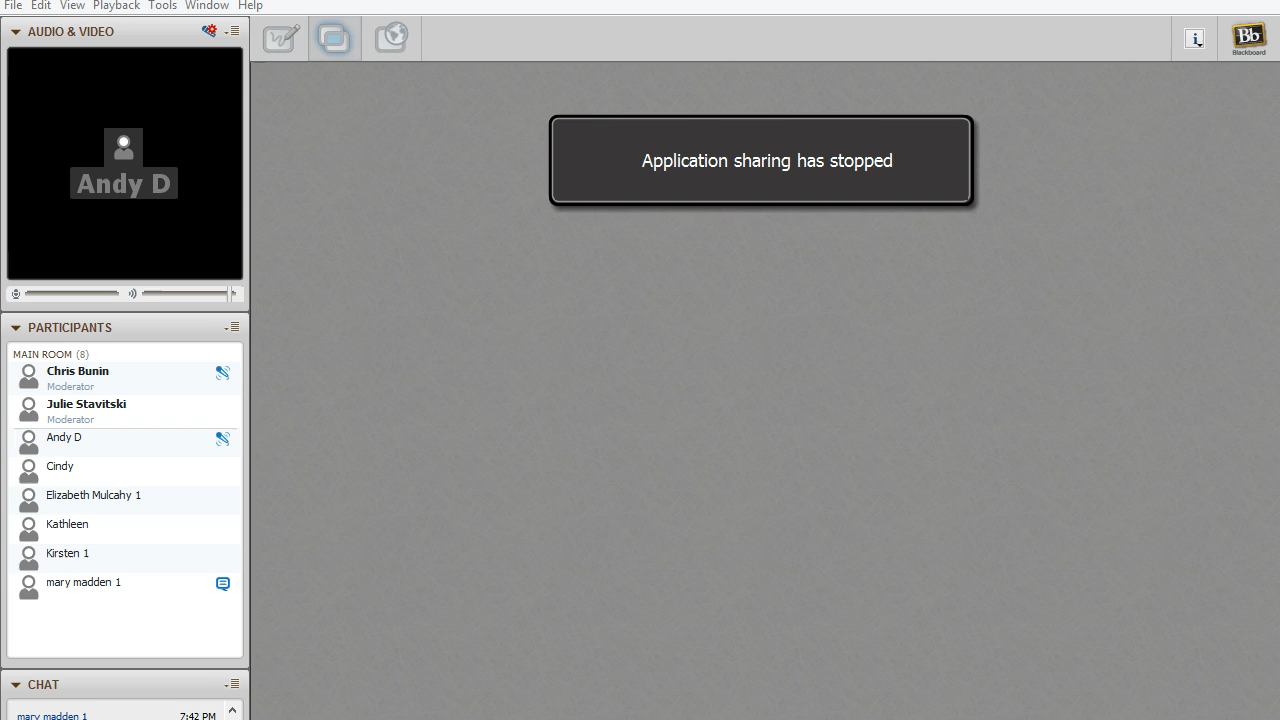 File Edit View Playback Tools Window Help
AUDIO & VIDEO
Andy D
PARTICIPANTS
MAIN ROOM (8)
Chris Bunin
Moderator
Julie Stavitski
Moderator
Andy D
Cindy
Elizabeth Mulcahy 1
Kathleen
Kirsten 1
mary madden 1
CHAT
mary madden 1 7:42 PM
Application sharing has stopped
i
Bb
Blackboard